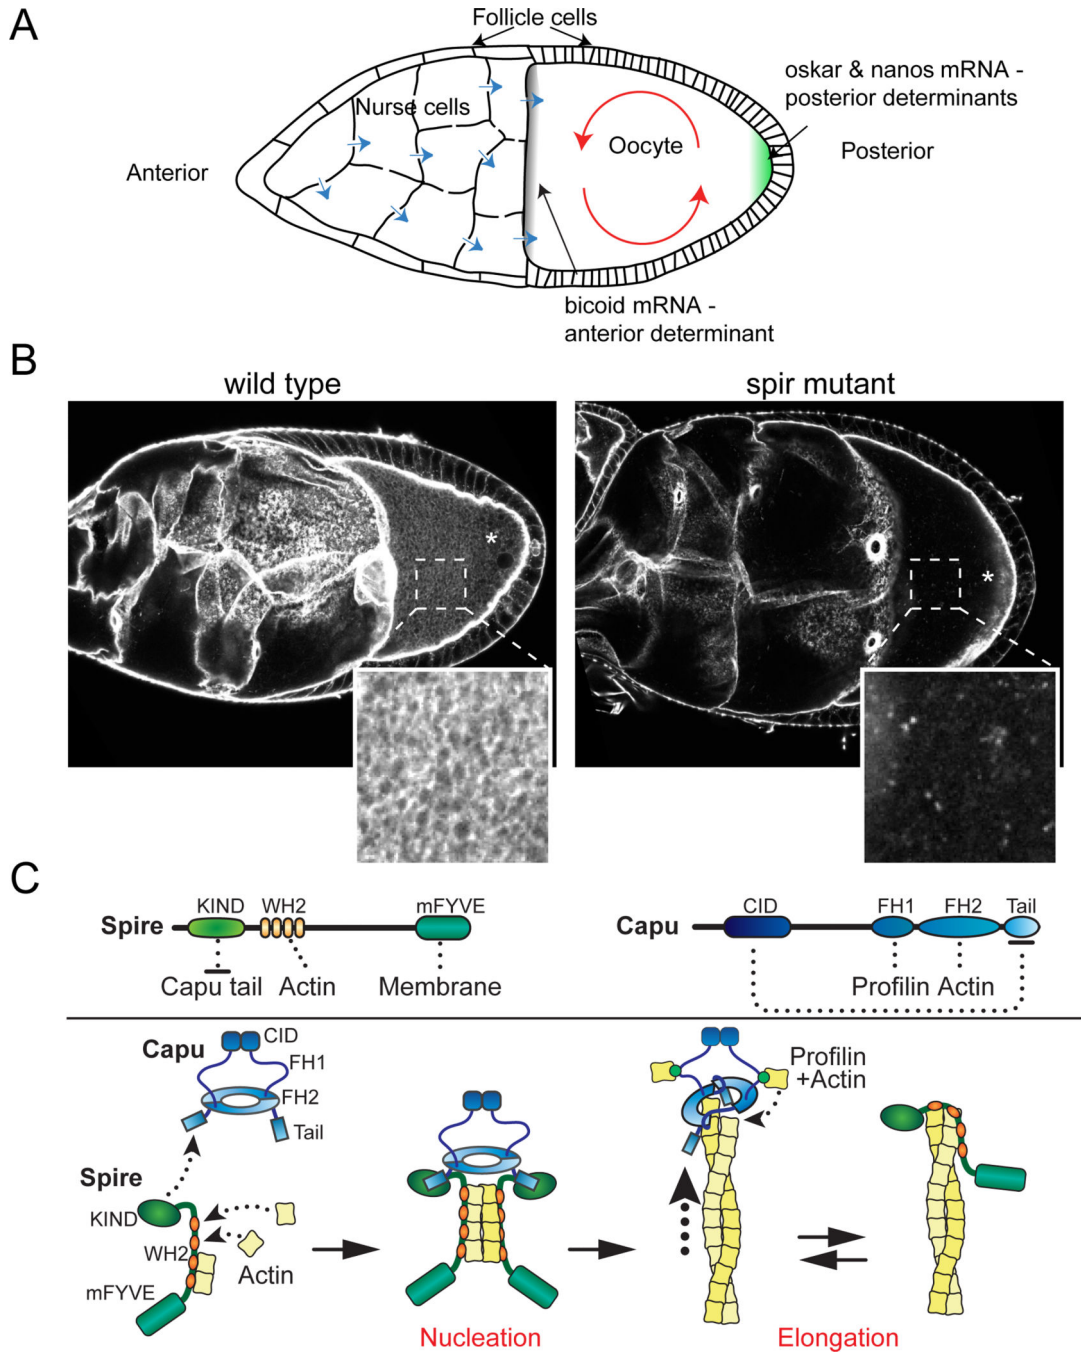 A
Follicle cells
Nurse cells
Oocyte
oskar & nanos mRNA -
posterior determinants
Anterior
Posterior
bicoid mRNA -
anterior determinant
B
wild type
spir mutant
*
*
C
KIND
WH2
mFYVE
Spire
Capu tail
Actin
Membrane
CID
FH1
FH2
Tail
Capu
Profilin
Actin
Capu
CID
FH1
FH2
Tail
Spire
KIND
WH2
mFYVE
Actin
Profilin
+Actin
Nucleation
Elongation